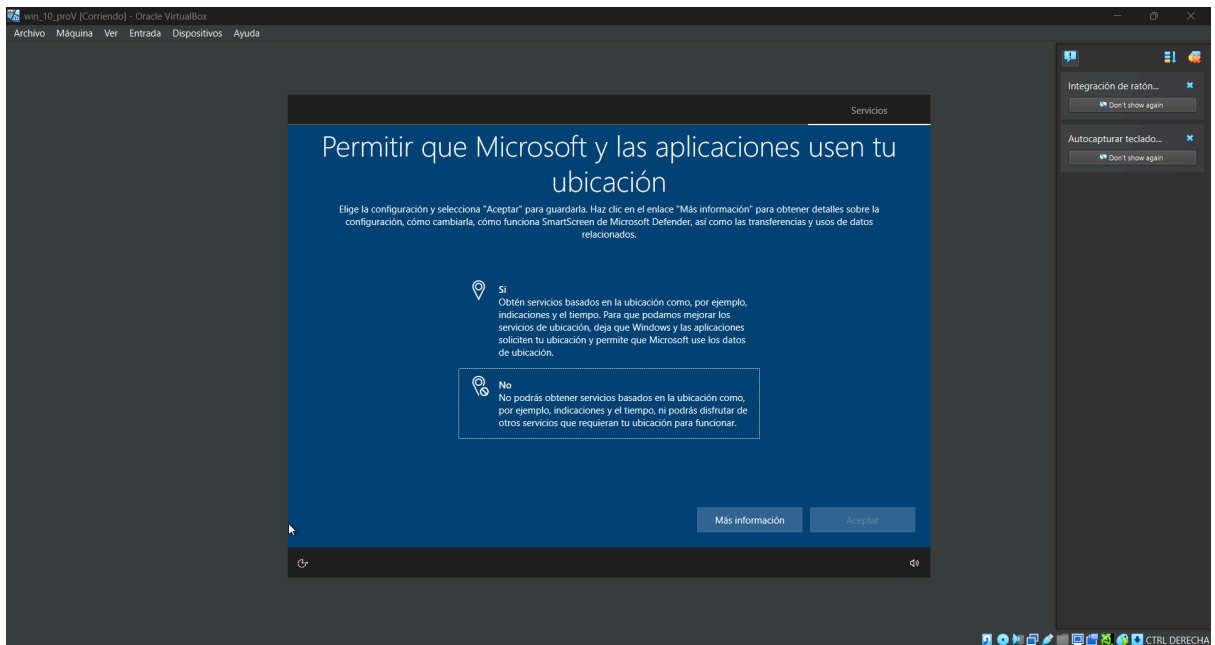 win_10_proV [Corriendo] - Oracle VirtualBox
Archivo Máquina Ver Entrada Dispositivos Ayuda
Integración de ratón...
Don't show again
Autocapturar teclado...
Don't show again
Servicios
Permitir que Microsoft y las aplicaciones usen tu
ubicación
Elige la configuración y selecciona "Aceptar" para guardarla. Haz clic en el enlace "Más información" para obtener detalles sobre la
configuración, cómo cambiarla, cómo funciona SmartScreen de Microsoft Defender, así como las transferencias y usos de datos
relacionados.
Sí
Obtén servicios basados en la ubicación como, por ejemplo,
indicaciones y el tiempo. Para que podamos mejorar los
servicios de ubicación, deja que Windows y las aplicaciones
soliciten tu ubicación y permite que Microsoft use los datos
de ubicación.
No
No podrás obtener servicios basados en la ubicación como,
por ejemplo, indicaciones y el tiempo, ni podrás disfrutar de
otros servicios que requieran tu ubicación para funcionar.
Más información
Aceptar
CTRL DERECHA